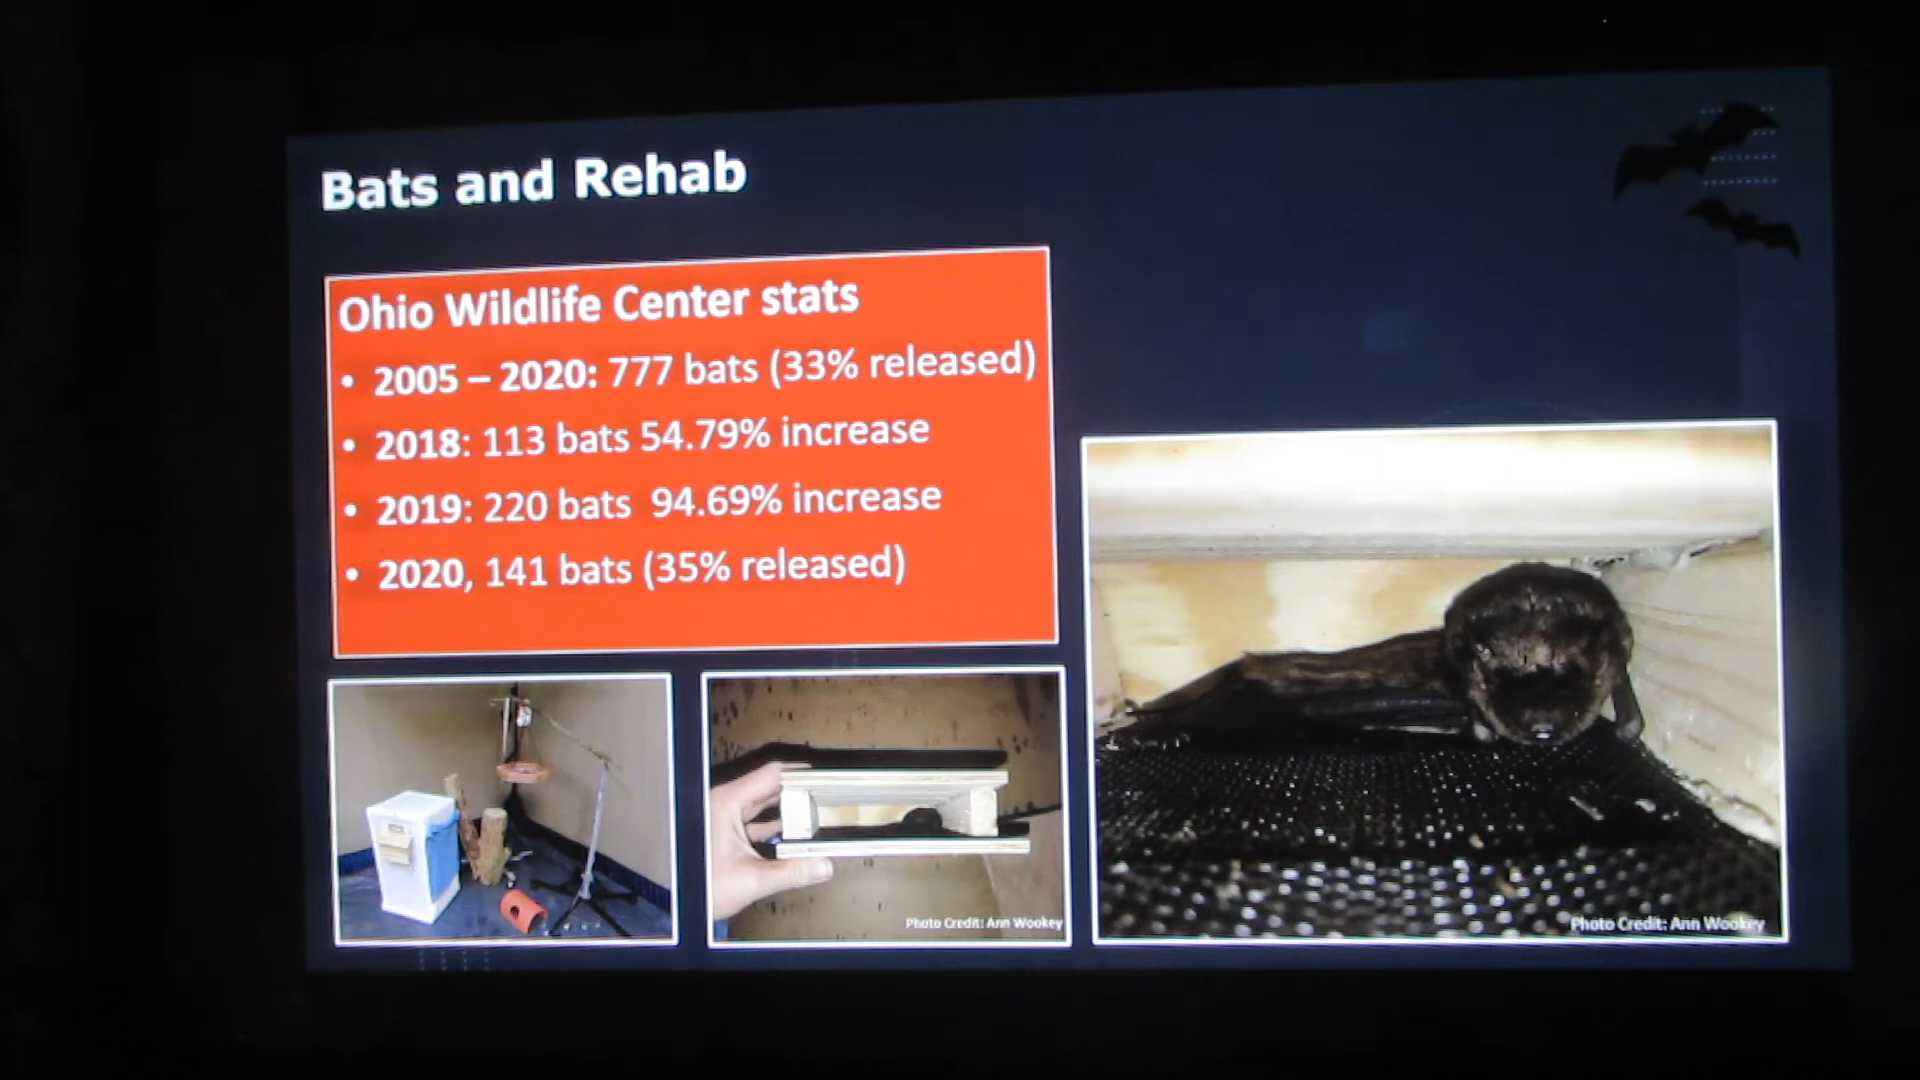 Bats and Rehab
Ohio Wildlife Center stats
• 2005 – 2020: 777 bats (33% released)
• 2018: 113 bats 54.79% increase
• 2019: 220 bats 94.69% increase
• 2020, 141 bats (35% released)
Photo Credit: Ann Wookey
Photo Credit: Ann Wookey